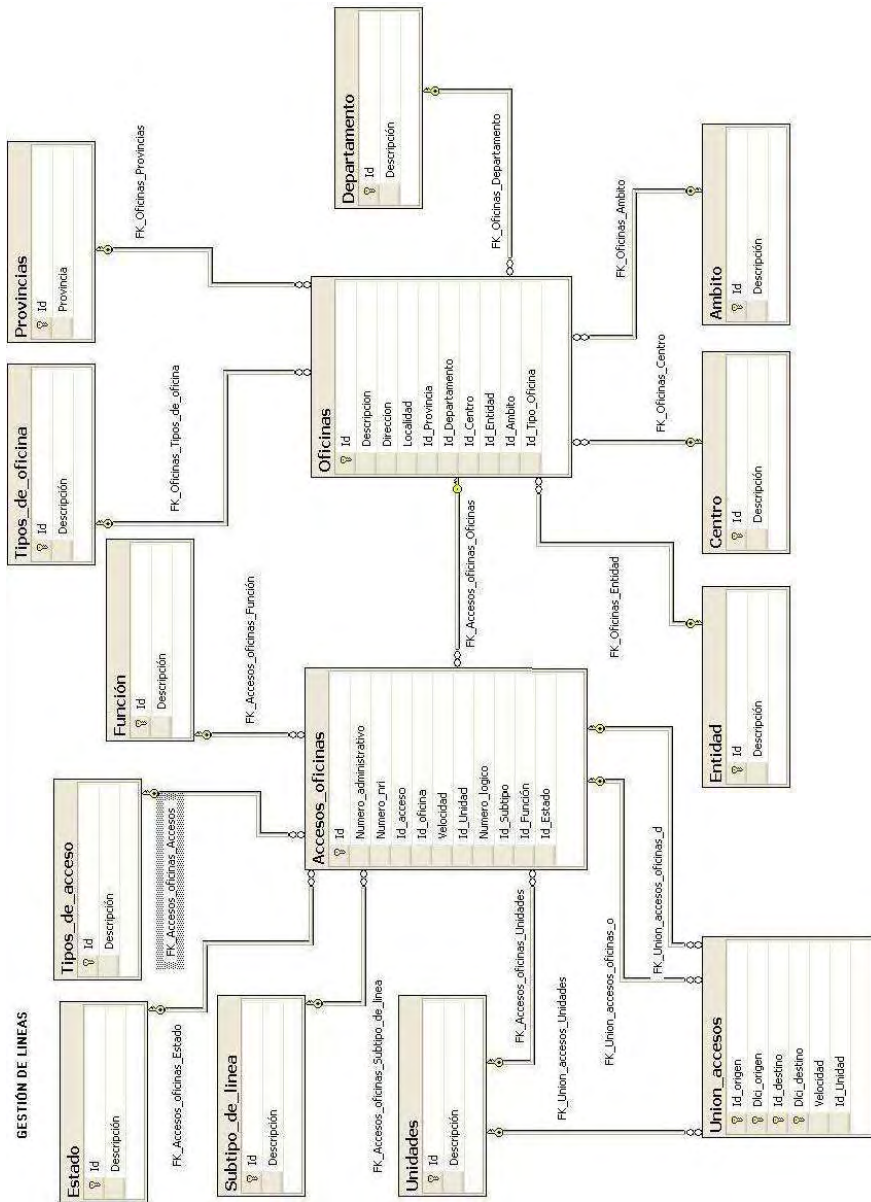 GESTIÓN DE LINEAS
Estado
Id
Descripción
Tipos_de_acceso
Id
Descripción
Función
Id
Descripción
Tipos_de_oficina
Id
Descripción
Provincias
Id
Provincia
FK_Accesos_oficinas_Estado
FK_Accesos_oficinas_Accesos
FK_Accesos_oficinas_Función
FK_Oficinas_Tipos_de_oficina
FK_Oficinas_Provincias
Subtipo_de_linea
Id
Descripción
FK_Accesos_oficinas_Subtipo_de_linea
Accesos_oficinas
Id
Numero_administrativo
Numero_nri
Id_acceso
Id_oficina
Velocidad
Id_Unidad
Numero_logico
Id_Subtipo
Id_Función
Id_Estado
FK_Accesos_oficinas_Oficinas
Oficinas
Id
Descripcion
Direccion
Localidad
Id_Provincia
Id_Departamento
Id_Centro
Id_Entidad
Id_Ambito
Id_Tipo_Oficina
FK_Oficinas_Departamento
Departamento
Id
Descripción
Unidades
Id
Descripción
FK_Accesos_oficinas_Unidades
FK_Union_accesos_Unidades
FK_Union_accesos_oficinas_o
FK_Union_accesos_oficinas_d
FK_Oficinas_Entidad
FK_Oficinas_Centro
FK_Oficinas_Ambito
Union_accesos
Id_origen
Dlci_origen
Id_destino
Dlci_destino
Velocidad
Id_Unidad
Entidad
Id
Descripción
Centro
Id
Descripción
Ambito
Id
Descripción